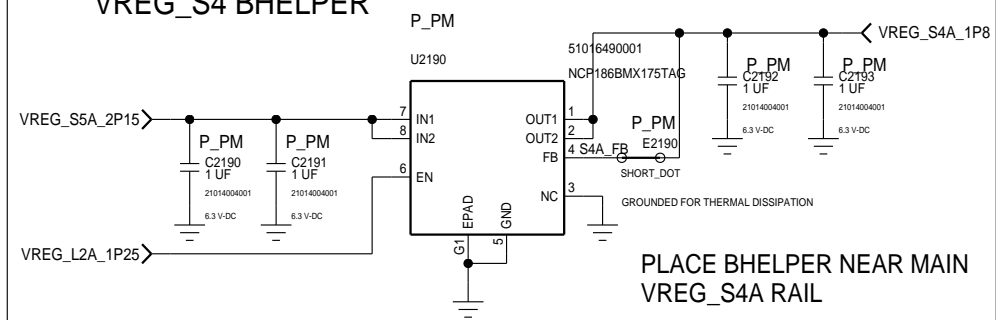 VREG_S4 BHELPER
P_PM
U2190
51016490001
NCP186BMX175TAG
VREG_S4A_1P8
P_PM
C2192
1 UF
21014004001
6.3 V-DC
P_PM
C2193
1 UF
21014004001
6.3 V-DC
VREG_S5A_2P15
7 IN1
8 IN2
6 EN
OUT1 1
OUT2 2
FB 4
NC 3
S4A_FB
P_PM
E2190
SHORT_DOT
GROUNDED FOR THERMAL DISSIPATION
P_PM
C2190
1 UF
21014004001
6.3 V-DC
P_PM
C2191
1 UF
21014004001
6.3 V-DC
EPAD
GND
G1
5
VREG_L2A_1P25
PLACE BHELPER NEAR MAIN
VREG_S4A RAIL